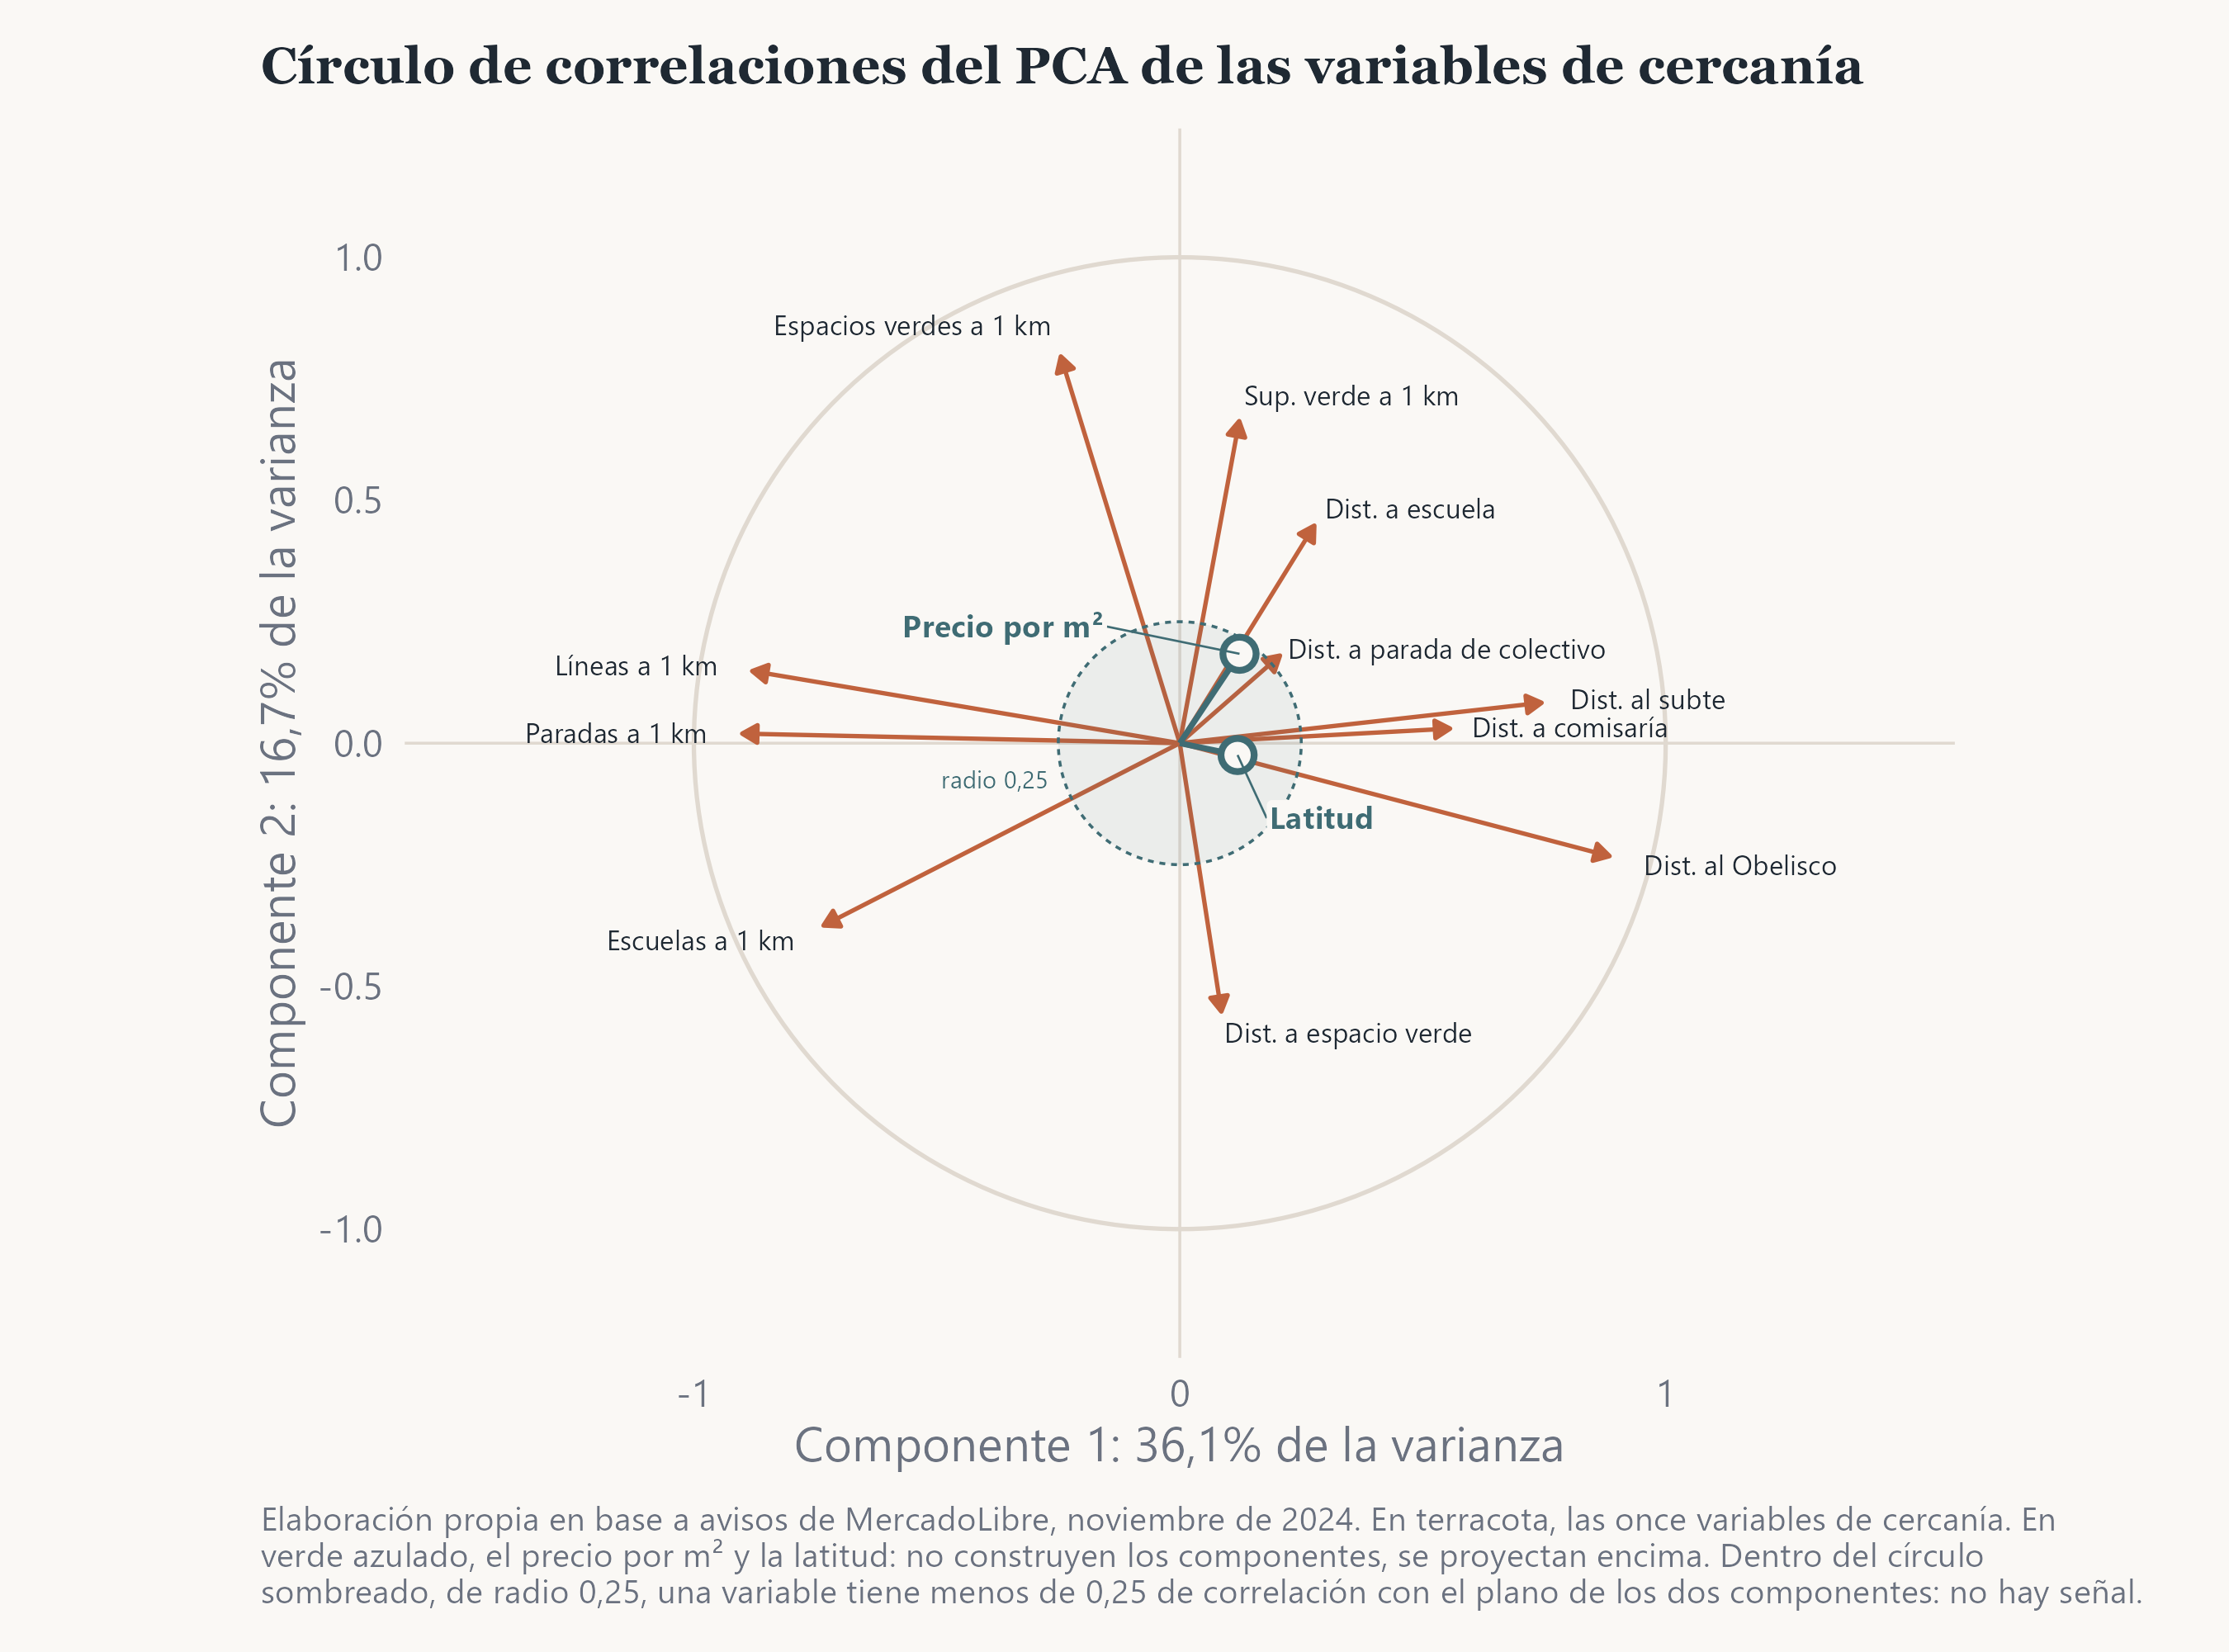 Círculo de correlaciones del PCA de las variables de cercanía
Componente 2: 16,7% de la varianza
1.0
0.5
0.0
-0.5
-1.0
Espacios verdes a 1 km
Sup. verde a 1 km
Dist. a escuela
Precio por m²
Dist. a parada de colectivo
Líneas a 1 km
Dist. al subte
Dist. a comisaría
Paradas a 1 km
radio 0,25
Latitud
Dist. al Obelisco
Escuelas a 1 km
Dist. a espacio verde
-1
0
1
Componente 1: 36,1% de la varianza
Elaboración propia en base a avisos de MercadoLibre, noviembre de 2024. En terracota, las once variables de cercanía. En
verde azulado, el precio por m² y la latitud: no construyen los componentes, se proyectan encima. Dentro del círculo
sombreado, de radio 0,25, una variable tiene menos de 0,25 de correlación con el plano de los dos componentes: no hay señal.